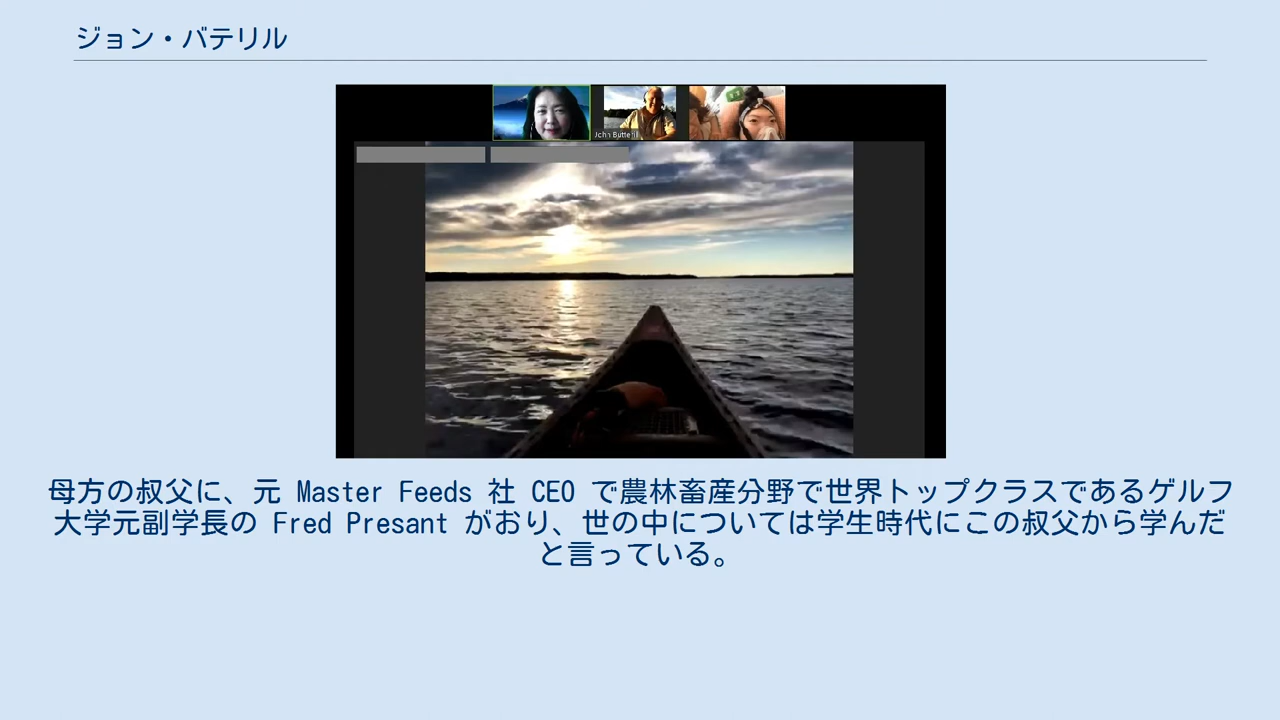 ジョン・バテリル
John Butterill
母方の叔父に、元 Master Feeds 社 CEO で農林畜産分野で世界トップクラスであるゲルフ
大学元副学長の Fred Presant がおり、世の中については学生時代にこの叔父から学んだ
と言っている。